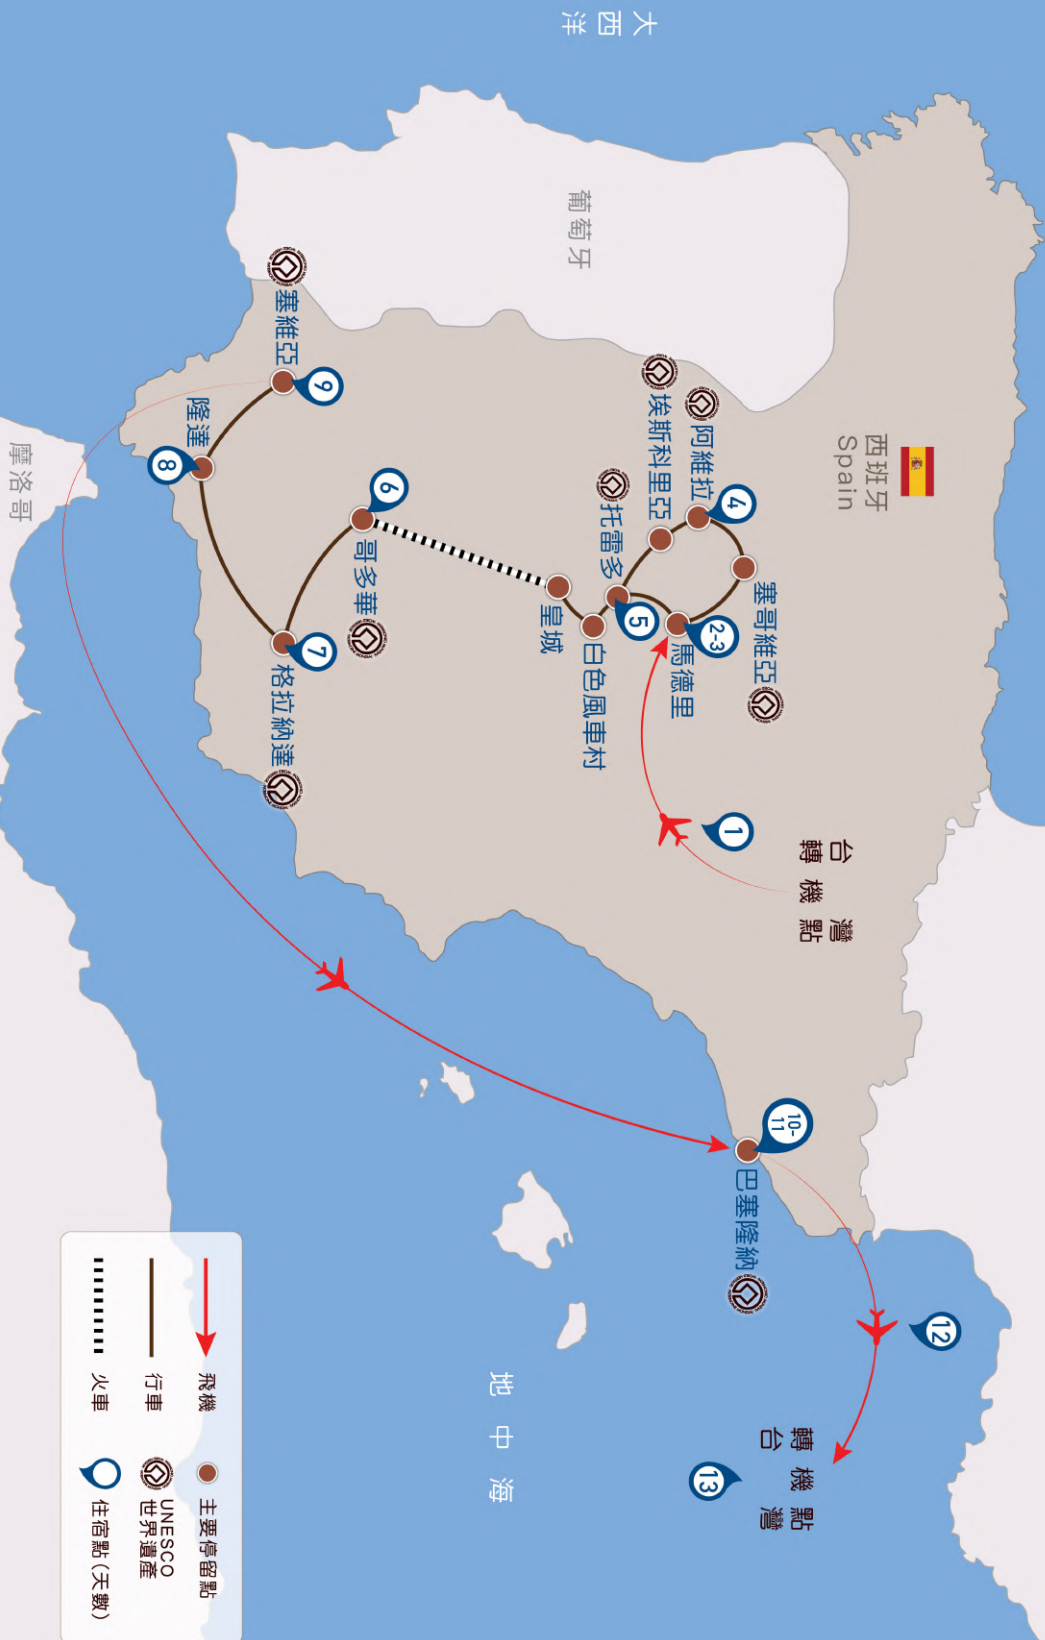 大西洋
葡萄牙
西班牙
Spain
摩洛哥
地中海
台灣
轉機點
1
2-3
馬德里
塞哥維亞
4
阿維拉
埃斯科里亞
托雷多
5
白色風車村
皇城
6
哥多華
7
格拉納達
8
隆達
9
塞維亞
10-
11
巴塞隆納
12
轉機點
台灣
13
飛機
行車
火車
主要停留點
UNESCO
世界遺產
住宿點(天數)